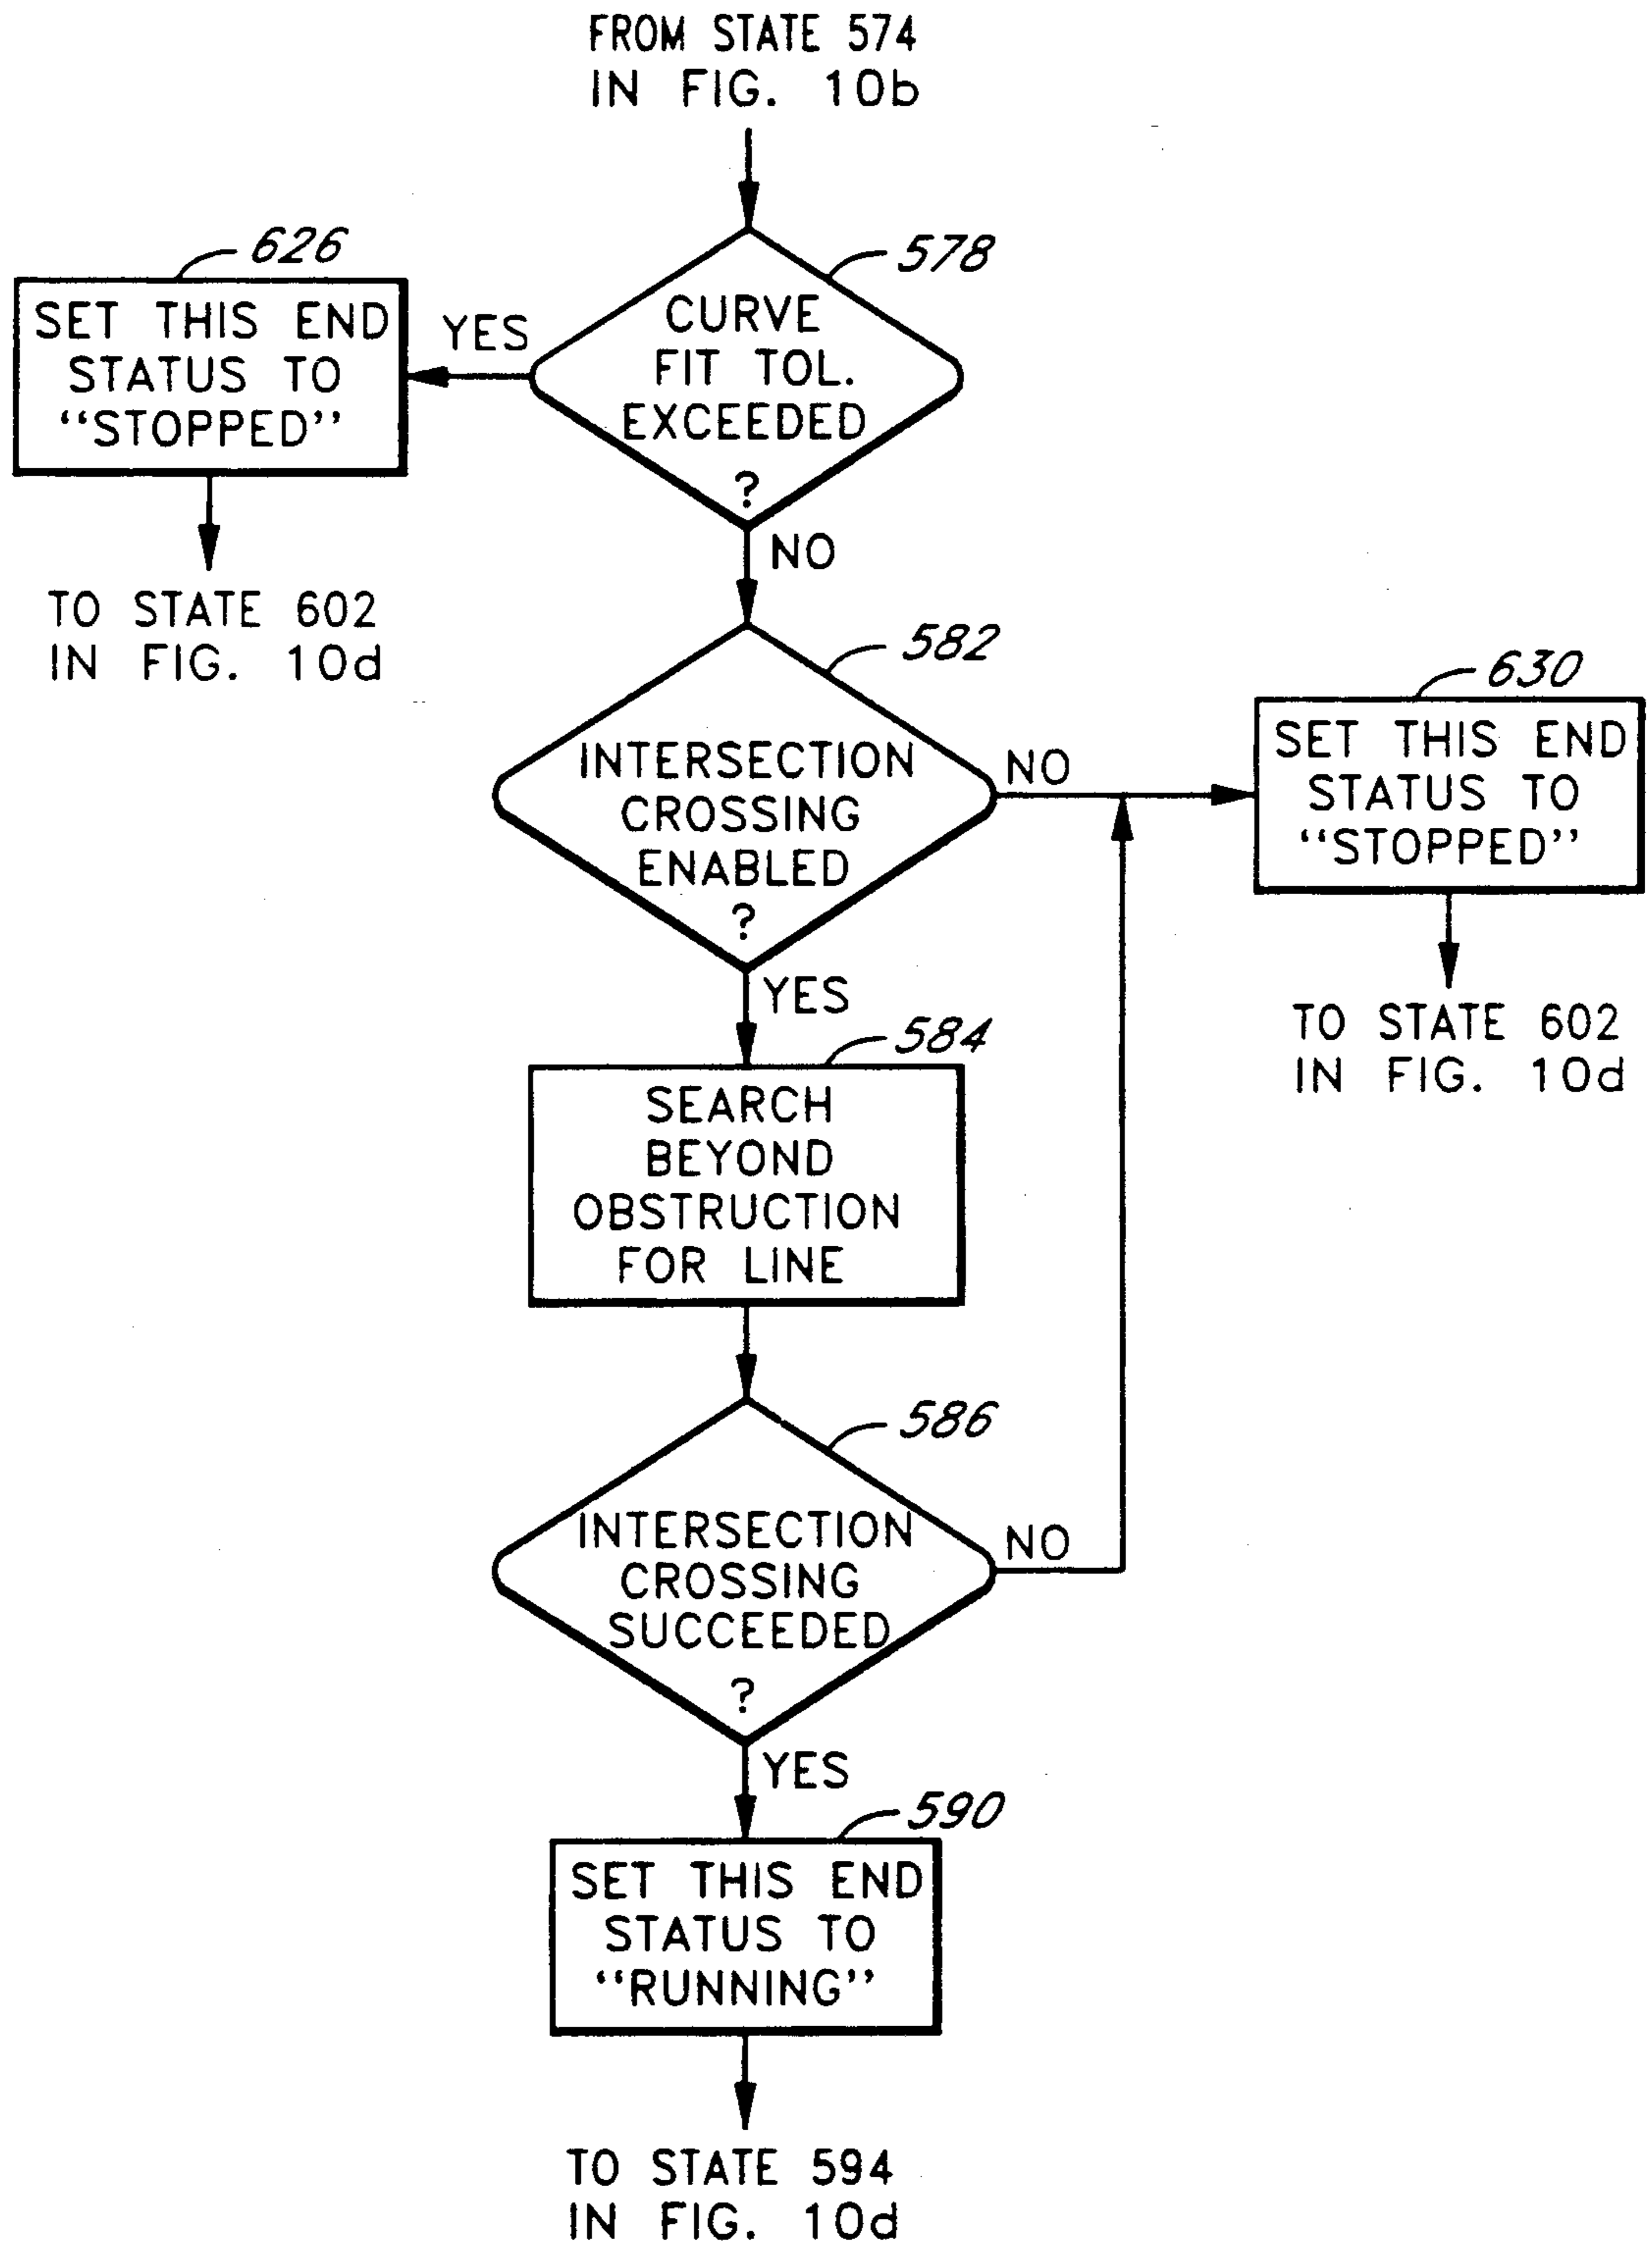 FROM STATE 574
IN FIG. 10b
578
CURVE
FIT TOL.
EXCEEDED
?
YES
626
SET THIS END
STATUS TO
“STOPPED”
TO STATE 602
IN FIG. 10d
NO
582
INTERSECTION
CROSSING
ENABLED
?
NO
630
SET THIS END
STATUS TO
“STOPPED”
TO STATE 602
IN FIG. 10d
YES
584
SEARCH
BEYOND
OBSTRUCTION
FOR LINE
586
INTERSECTION
CROSSING
SUCCEEDED
?
NO
YES
590
SET THIS END
STATUS TO
“RUNNING”
TO STATE 594
IN FIG. 10d